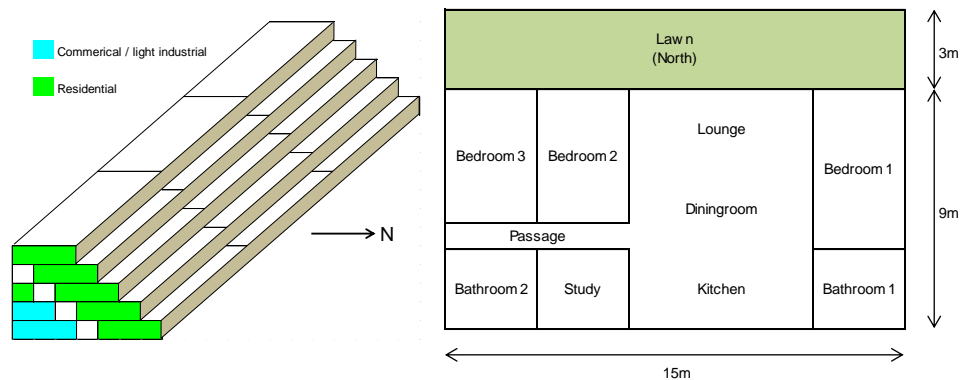 Commerical / light industrial
Residential
N
Lawn
(North)
3m
Lounge
Bedroom 3
Bedroom 2
Bedroom 1
Diningroom
9m
Passage
Bathroom 2
Study
Kitchen
Bathroom 1
15m